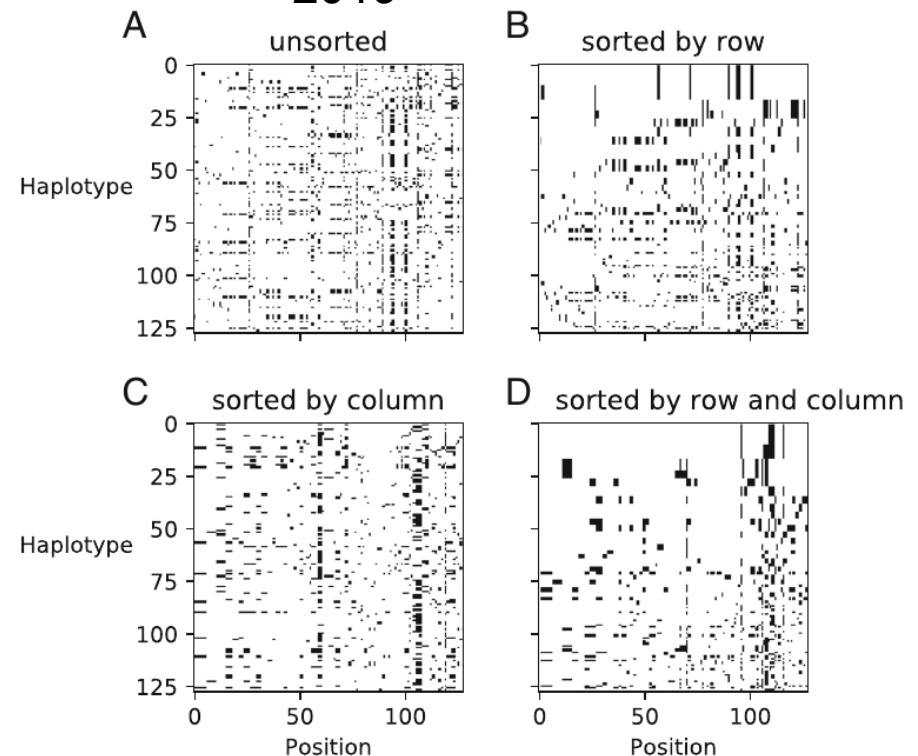 A
unsorted
0
25
50
75
100
125
Haplotype
B
sorted by row
C
sorted by column
0
25
50
75
100
125
Haplotype
0 50 100
Position
D
sorted by row and column
0 50 100
Position